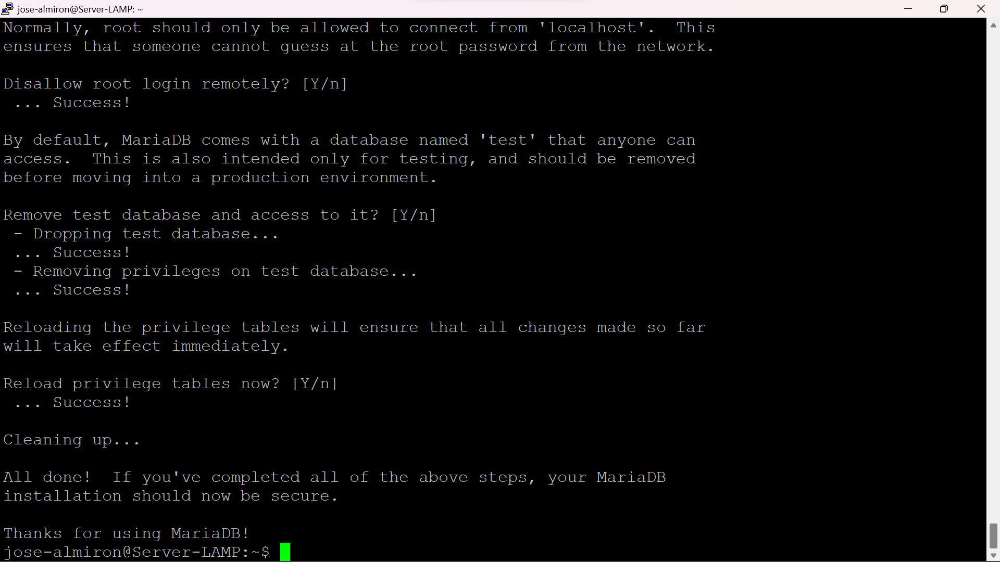 jose-almiron@Server-LAMP: ~
Normally, root should only be allowed to connect from 'localhost'.  This
ensures that someone cannot guess at the root password from the network.
Disallow root login remotely? [Y/n]
 ... Success!
By default, MariaDB comes with a database named 'test' that anyone can
access.  This is also intended only for testing, and should be removed
before moving into a production environment.
Remove test database and access to it? [Y/n]
 - Dropping test database...
 ... Success!
 - Removing privileges on test database...
 ... Success!
Reloading the privilege tables will ensure that all changes made so far
will take effect immediately.
Reload privilege tables now? [Y/n]
 ... Success!
Cleaning up...
All done!  If you've completed all of the above steps, your MariaDB
installation should now be secure.
Thanks for using MariaDB!
jose-almiron@Server-LAMP:~$